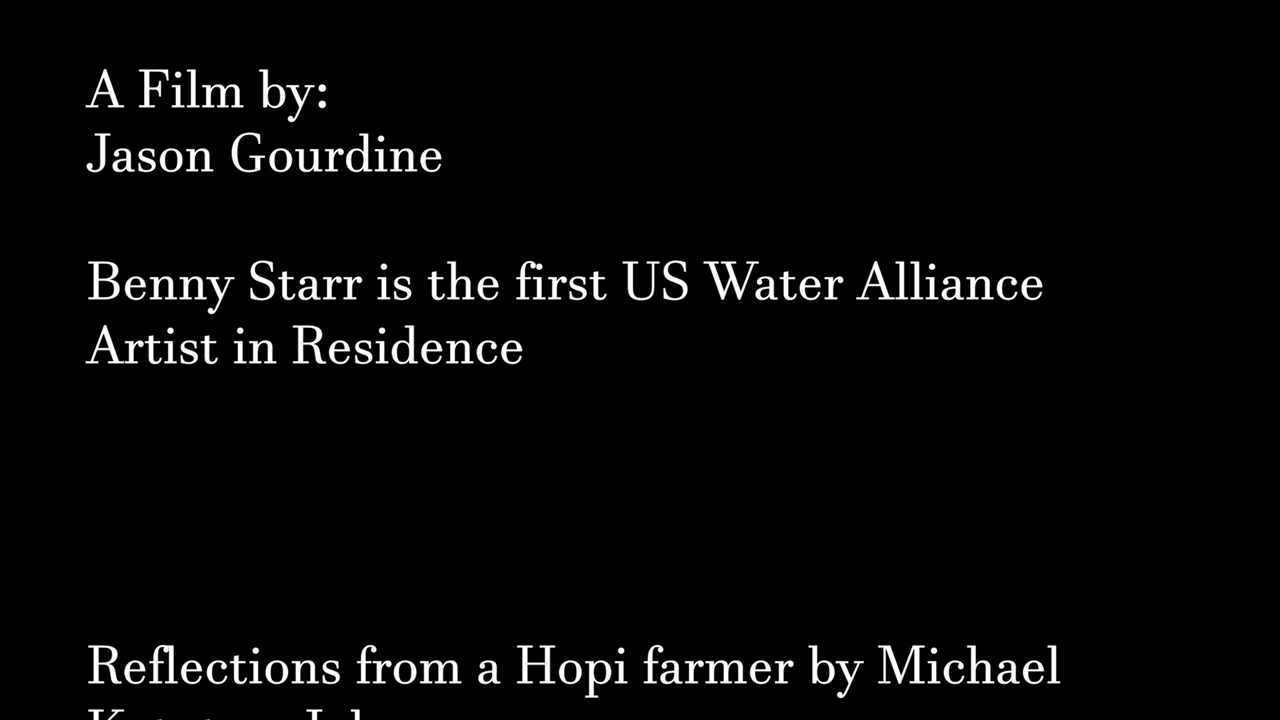 A Film by:
Jason Gourdine
Benny Starr is the first US Water Alliance
Artist in Residence
Reflections from a Hopi farmer by Michael